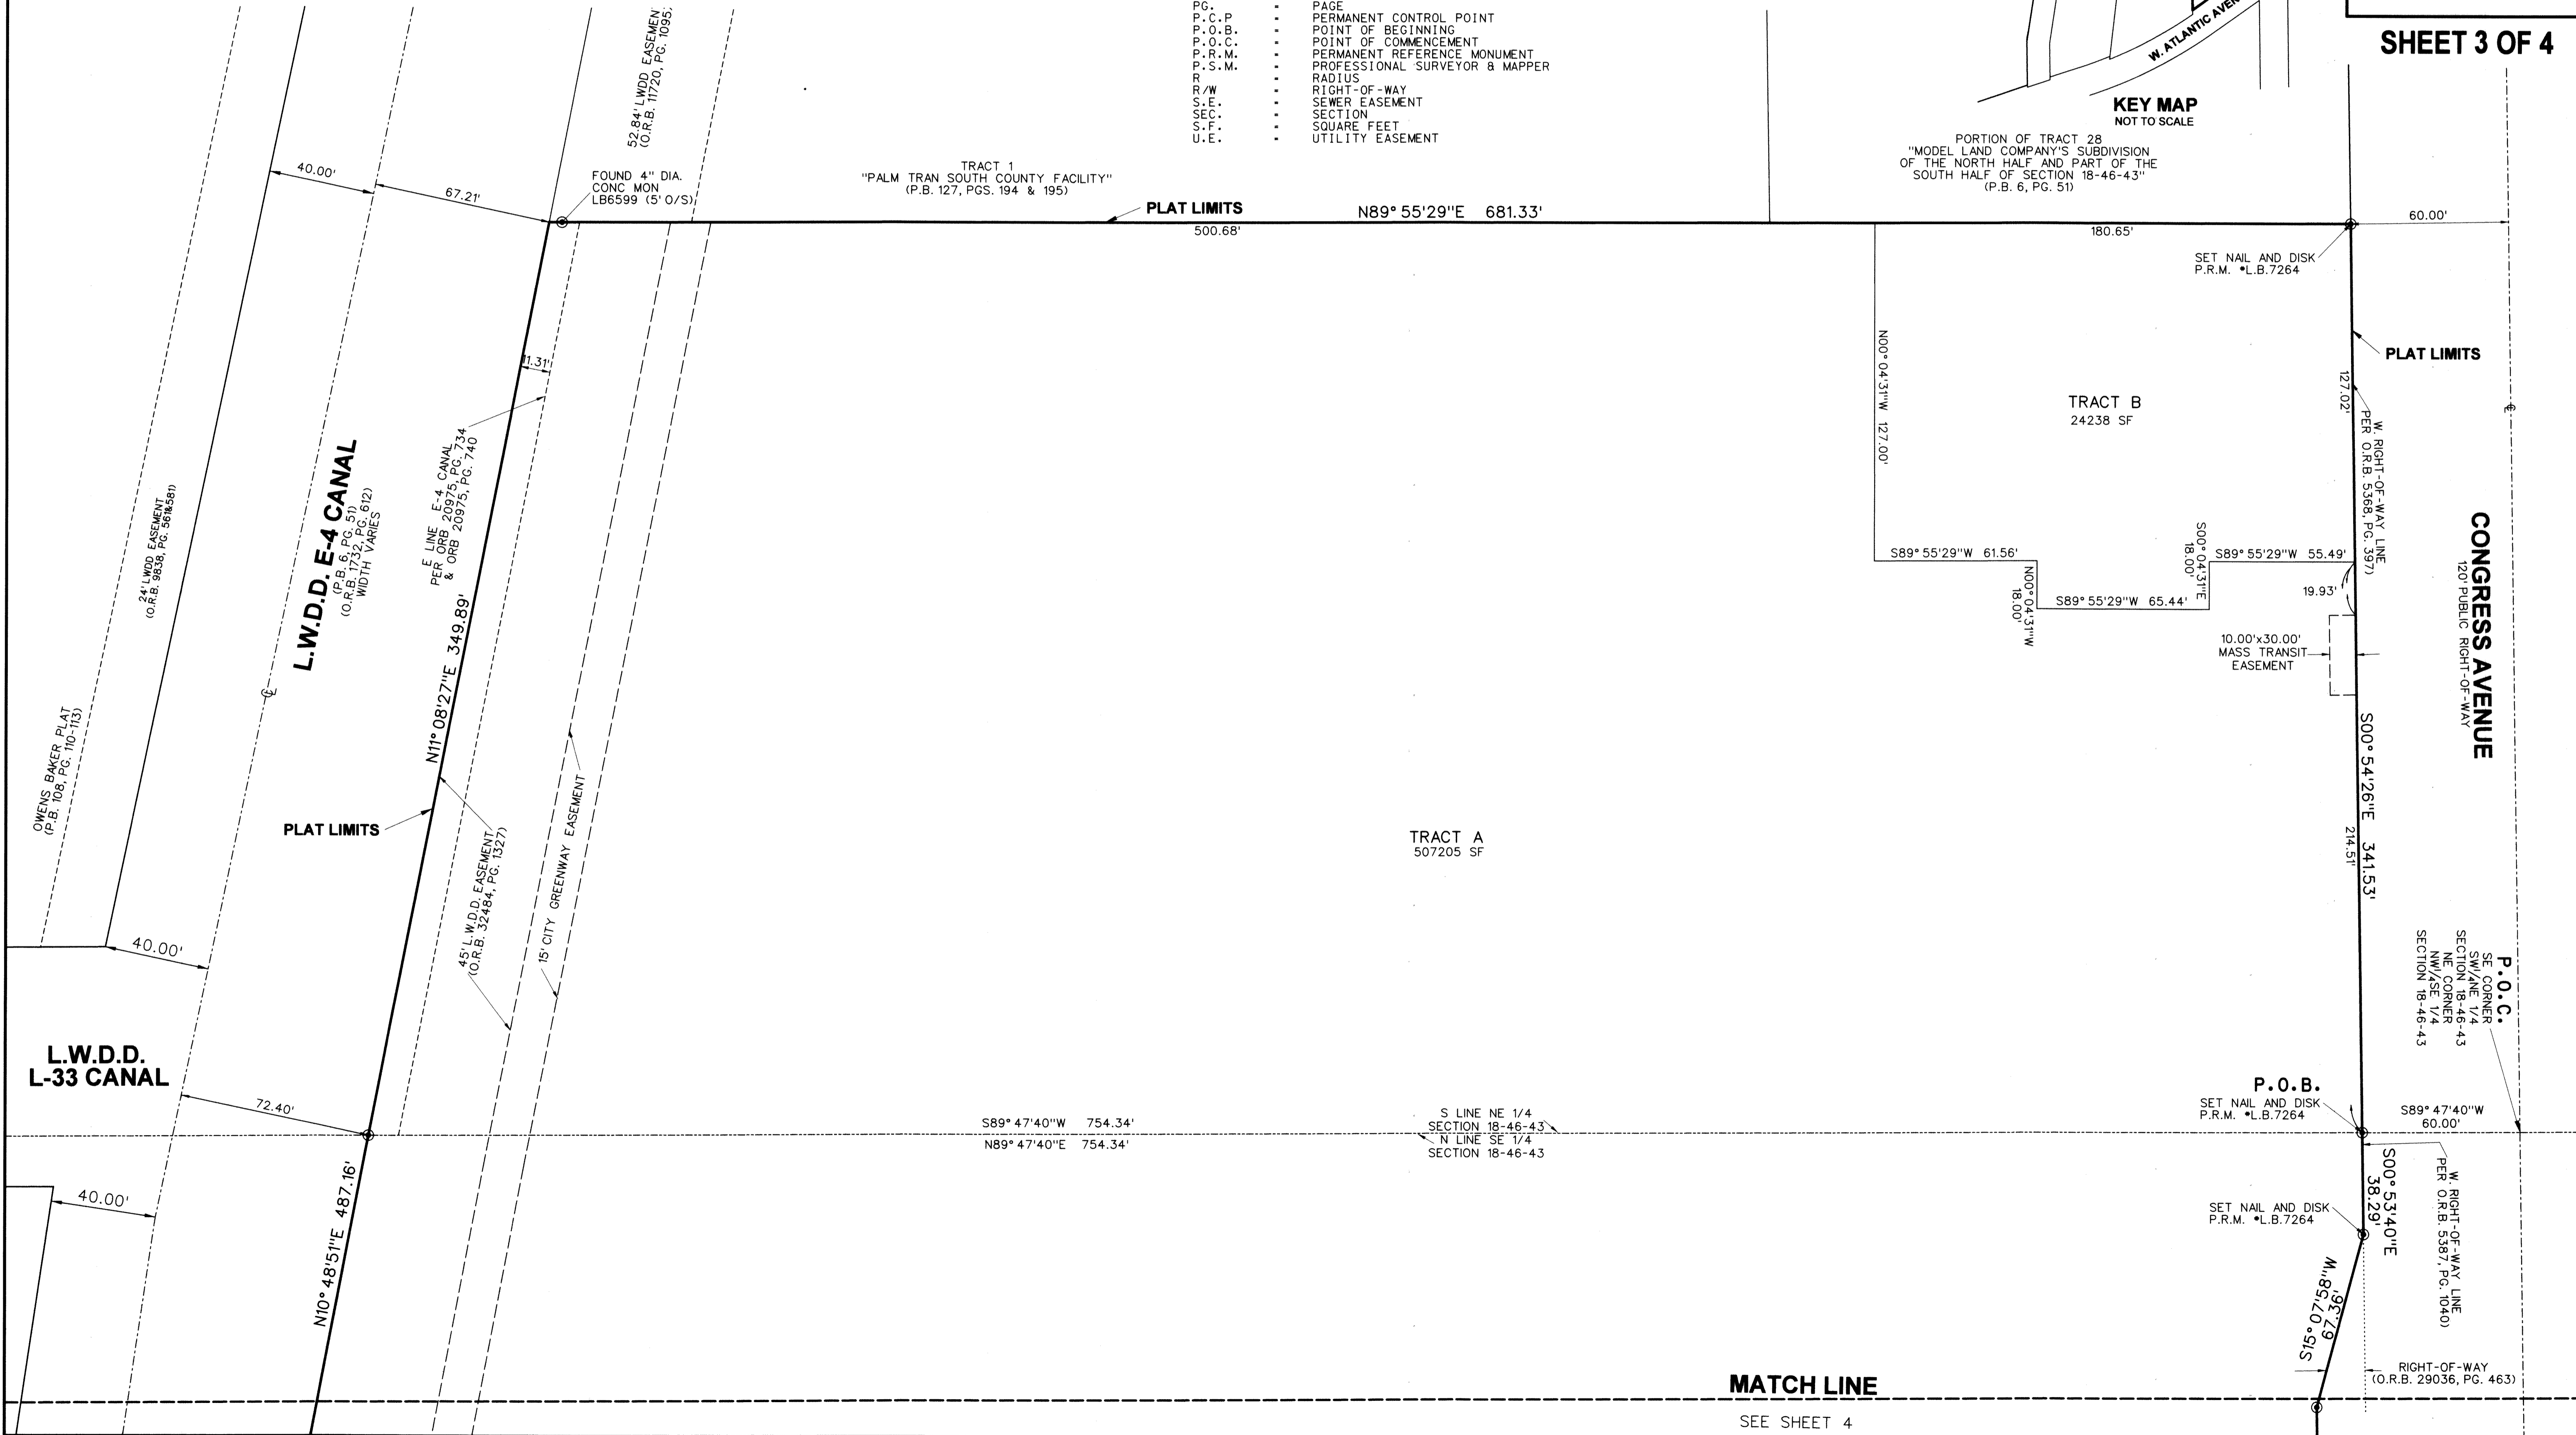 PG. - PAGE
P.C.P - PERMANENT CONTROL POINT
P.O.B. - POINT OF BEGINNING
P.O.C. - POINT OF COMMENCEMENT
P.R.M. - PERMANENT REFERENCE MONUMENT
P.S.M. - PROFESSIONAL SURVEYOR & MAPPER
R - RADIUS
R/W - RIGHT-OF-WAY
S.E. - SEWER EASEMENT
SEC. - SECTION
S.F. - SQUARE FEET
U.E. - UTILITY EASEMENT
W. ATLANTIC
KEY MAP
NOT TO SCALE
SHEET 3 OF 4
52.84' LWDD EASEMENT
(O.R.B. 11720, PG. 1095,
40.00'
67.21'
FOUND 4" DIA.
CONC MON
LB6599 (5' O/S)
TRACT 1
"PALM TRAN SOUTH COUNTY FACILITY"
(P.B. 127, PGS. 194 & 195)
PORTION OF TRACT 28
"MODEL LAND COMPANY'S SUBDIVISION
OF THE NORTH HALF AND PART OF THE
SOUTH HALF OF SECTION 18-46-43"
(P.B. 6, PG. 51)
PLAT LIMITS
N89°55'29"E 681.33'
500.68'
180.65'
60.00'
SET NAIL AND DISK
P.R.M. *L.B.7264
PLAT LIMITS
11.31'
127.02'
W. RIGHT-OF-WAY LINE
PER O.R.B. 5368, PG. 397)
N00°04'31"W 127.00'
TRACT B
24238 SF
S89°55'29"W 61.56'
N00°04'31"W
18.00'
S89°55'29"W 65.44'
S00°04'31"E
18.00'
S89°55'29"W 55.49'
19.93'
10.00'x30.00'
MASS TRANSIT
EASEMENT
CONGRESS AVENUE
120' PUBLIC RIGHT-OF-WAY
24' LWDD EASEMENT
(O.R.B. 9838, PG. 561&581)
L.W.D.D. E-4 CANAL
(P.B. 6, PG. 51)
(O.R.B. 1732, PG. 612)
WIDTH VARIES
E LINE E-4 CANAL
PER ORB 20975, PG. 734
& ORB 20975, PG. 740
N11°08'27"E 349.89'
OWENS BAKER PLAT
(P.B. 108, PG. 110-113)
PLAT LIMITS
45' L.W.D.D. EASEMENT
(O.R.B. 32484, PG. 1327)
15' CITY GREENWAY EASEMENT
TRACT A
507205 SF
S00°54'26"E 341.53'
214.51'
40.00'
P.O.C.
SE CORNER
SW1/4NE 1/4
SECTION 18-46-43
NE CORNER
NW1/4SE 1/4
SECTION 18-46-43
L.W.D.D.
L-33 CANAL
72.40'
S89°47'40"W 754.34'
N89°47'40"E 754.34'
S LINE NE 1/4
SECTION 18-46-43
N LINE SE 1/4
SECTION 18-46-43
P.O.B.
SET NAIL AND DISK
P.R.M. *L.B.7264
S89°47'40"W
60.00'
40.00'
N10°48'51"E 487.16'
S00°53'40"E
38.29'
W. RIGHT-OF-WAY LINE
PER O.R.B. 5387, PG. 1040)
SET NAIL AND DISK
P.R.M. *L.B.7264
S15°07'58"W
67.36'
RIGHT-OF-WAY
(O.R.B. 29036, PG. 463)
MATCH LINE
SEE SHEET 4